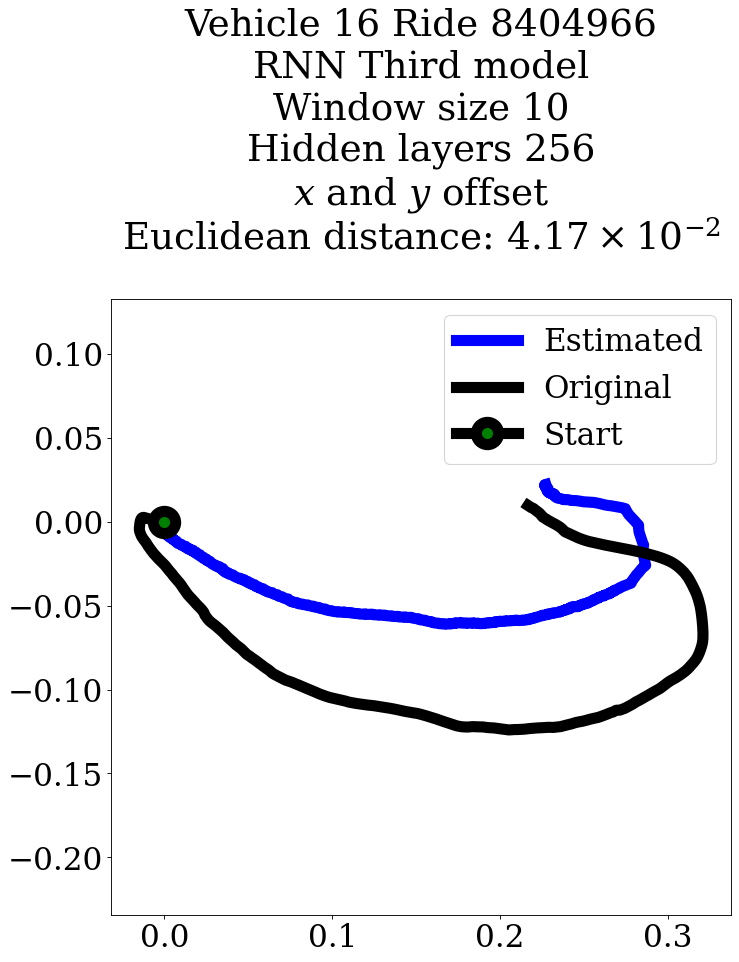 Vehicle 16 Ride 8404966
RNN Third model
Window size 10
Hidden layers 256
x and y offset
Euclidean distance: 4.17 × 10⁻²
Estimated
Original
Start
0.10
0.05
0.00
−0.05
−0.10
−0.15
−0.20
0.0 0.1 0.2 0.3